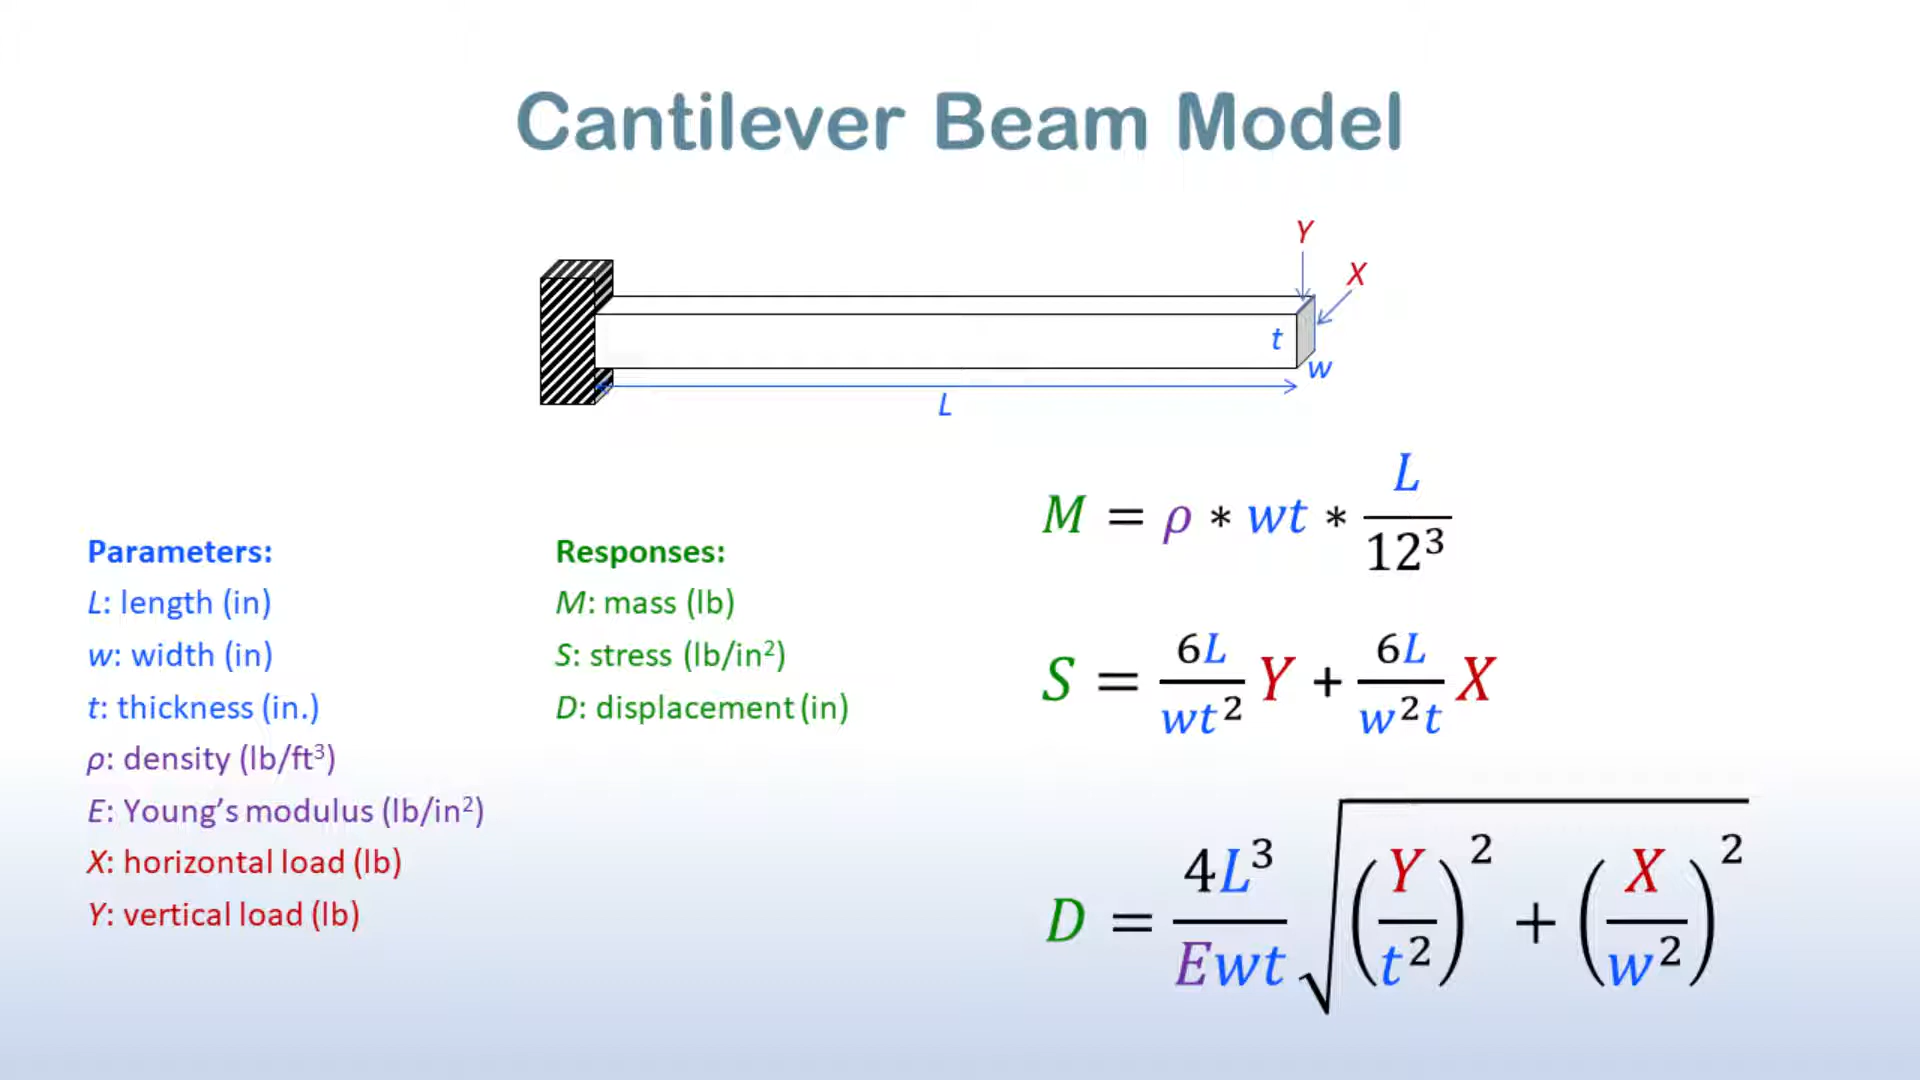 Cantilever Beam Model
Y
X
t
w
L
Parameters:
L: length (in)
w: width (in)
t: thickness (in.)
ρ: density (lb/ft³)
E: Young's modulus (lb/in²)
X: horizontal load (lb)
Y: vertical load (lb)
Responses:
M: mass (lb)
S: stress (lb/in²)
D: displacement (in)
M = ρ * wt * L/12³
S = 6L/wt² Y + 6L/w²t X
D = 4L³/Ewt √((Y/t²)² + (X/w²)²)